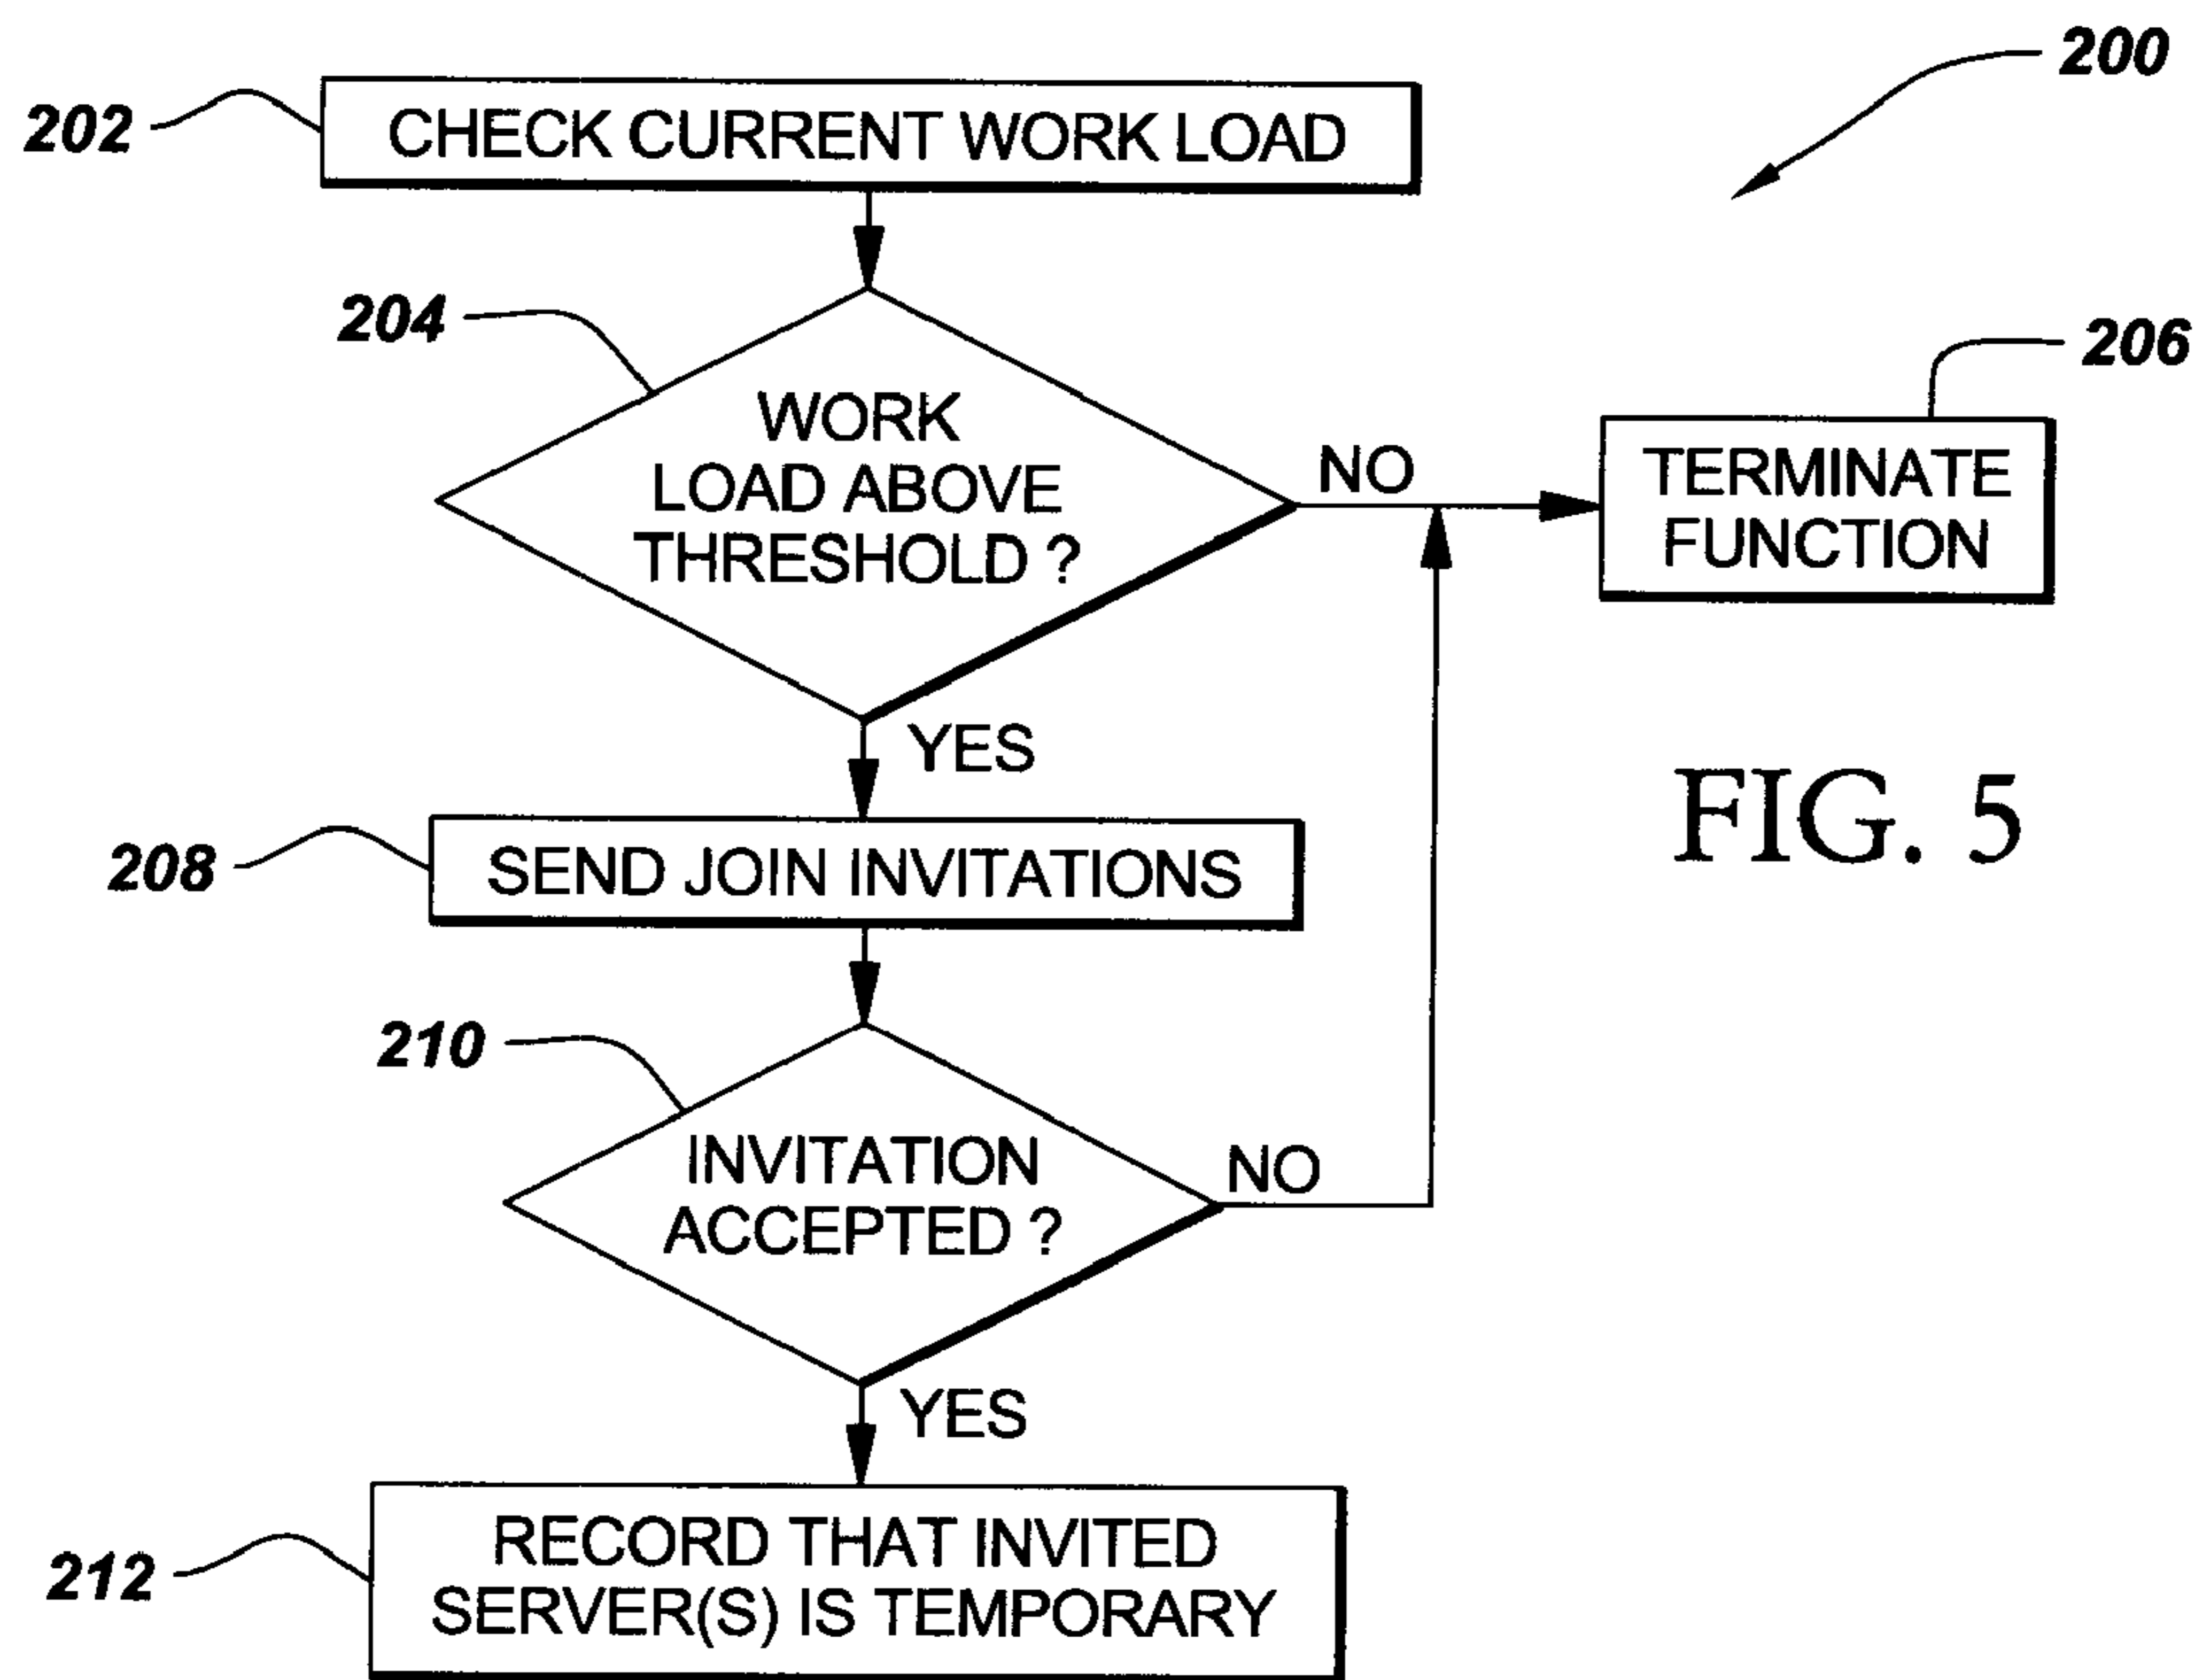 200
202
CHECK CURRENT WORK LOAD
204
WORK
LOAD ABOVE
THRESHOLD ?
NO
206
TERMINATE
FUNCTION
YES
FIG. 5
208
SEND JOIN INVITATIONS
210
INVITATION
ACCEPTED ?
NO
YES
212
RECORD THAT INVITED
SERVER(S) IS TEMPORARY